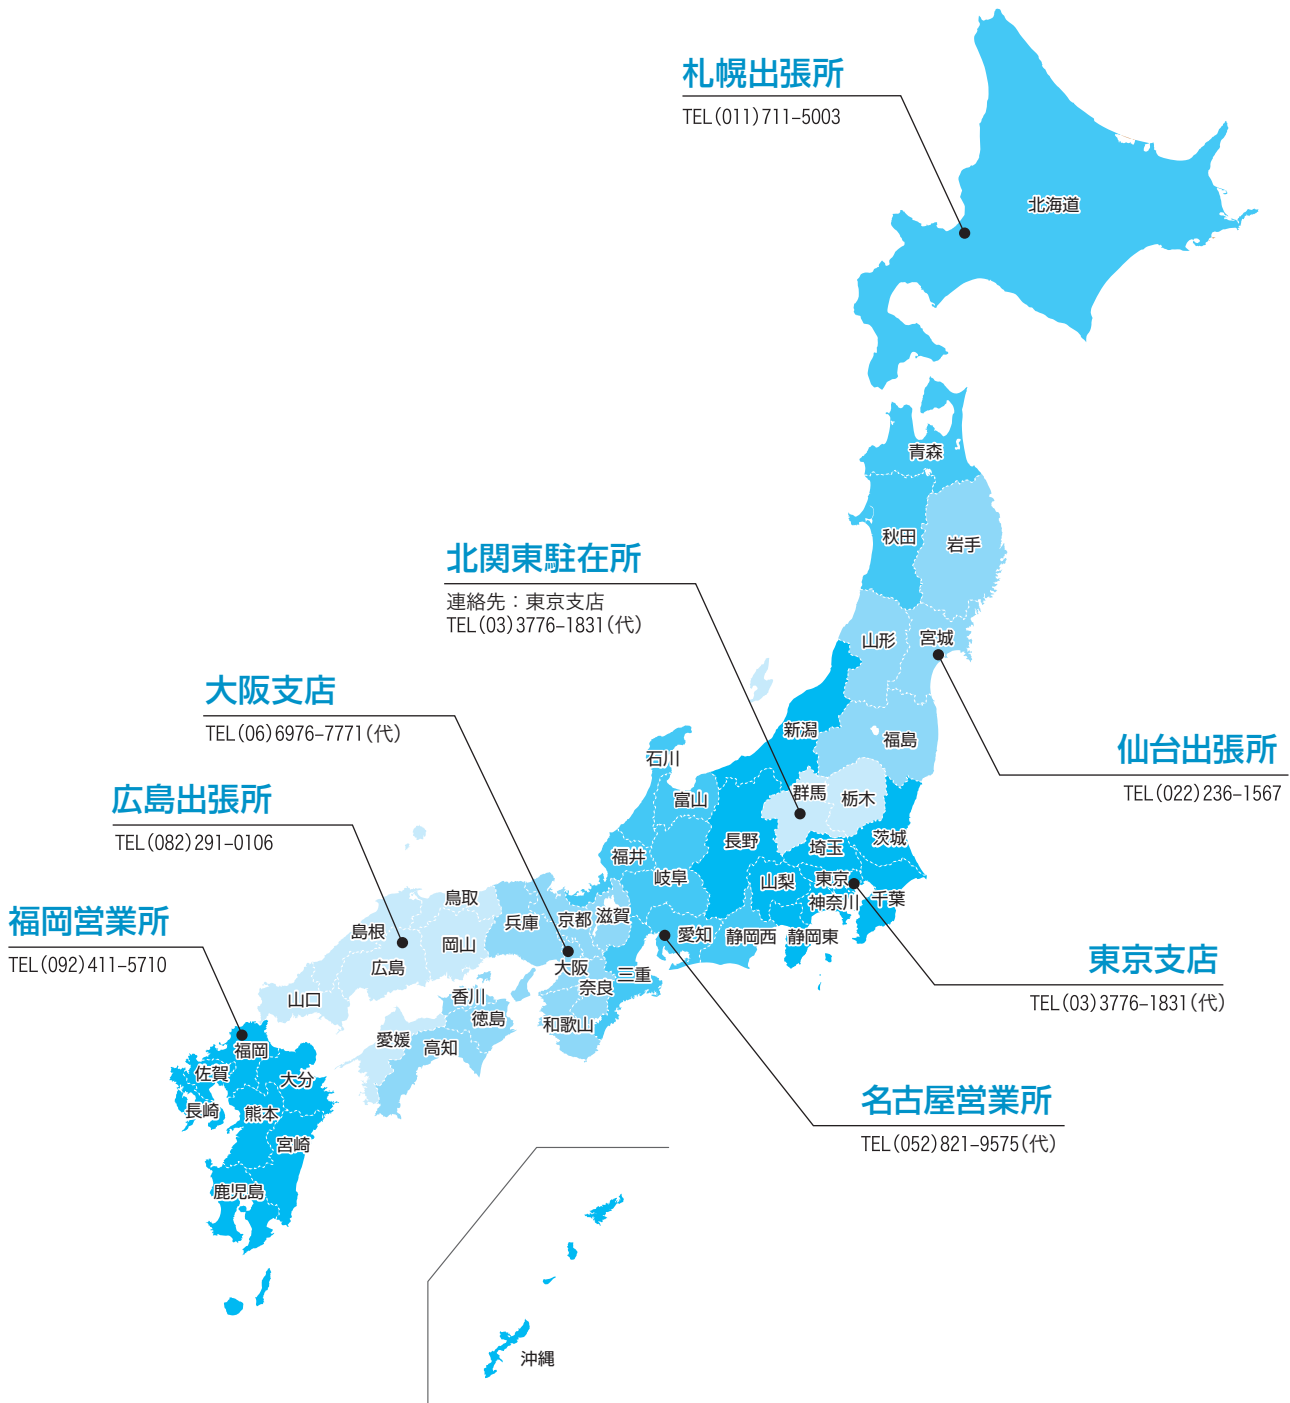 札幌出張所
TEL(011)711–5003
北海道
青森
秋田
岩手
北関東駐在所
連絡先：東京支店
TEL(03)3776–1831(代)
山形
宮城
大阪支店
TEL(06)6976–7771(代)
新潟
福島
仙台出張所
TEL(022)236–1567
石川
富山
群馬
栃木
広島出張所
TEL(082)291–0106
長野
埼玉
茨城
福井
岐阜
山梨
東京
神奈川
千葉
鳥取
兵庫
京都
滋賀
福岡営業所
TEL(092)411–5710
島根
岡山
広島
愛知
静岡西
静岡東
東京支店
TEL(03)3776–1831(代)
大阪
奈良
三重
山口
香川
徳島
和歌山
愛媛
高知
福岡
佐賀
大分
長崎
熊本
宮崎
鹿児島
名古屋営業所
TEL(052)821–9575(代)
沖縄